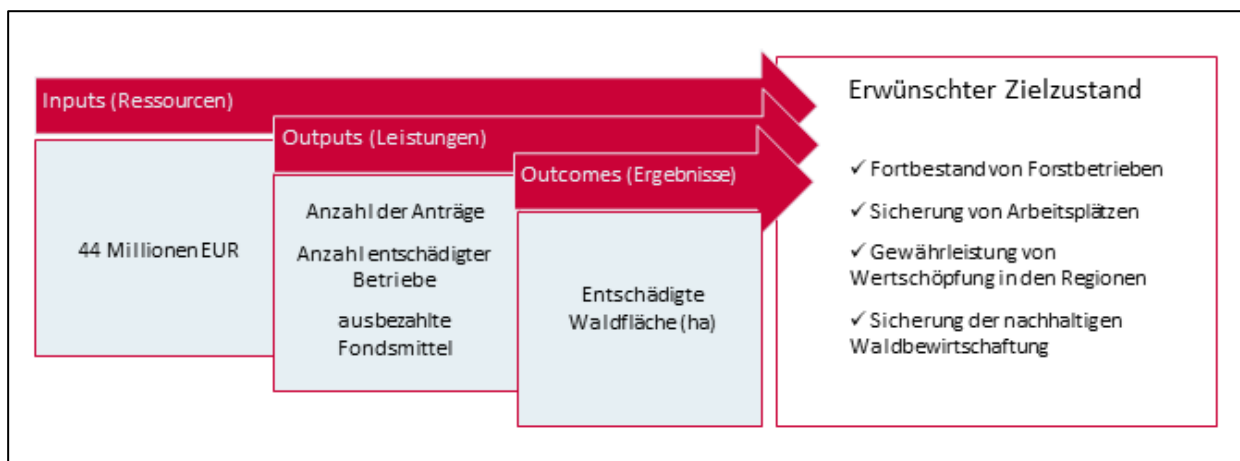 Inputs (Ressourcen)
44 Millionen EUR
Outputs (Leistungen)
Anzahl der Anträge
Anzahl entschädigter
Betriebe
ausbezahlte
Fondsmittel
Outcomes (Ergebnisse)
Entschädigte
Waldfläche (ha)
Erwünschter Zielzustand
✓ Fortbestand von Forstbetrieben
✓ Sicherung von Arbeitsplätzen
✓ Gewährleistung von
Wertschöpfung in den Regionen
✓ Sicherung der nachhaltigen
Waldbewirtschaftung